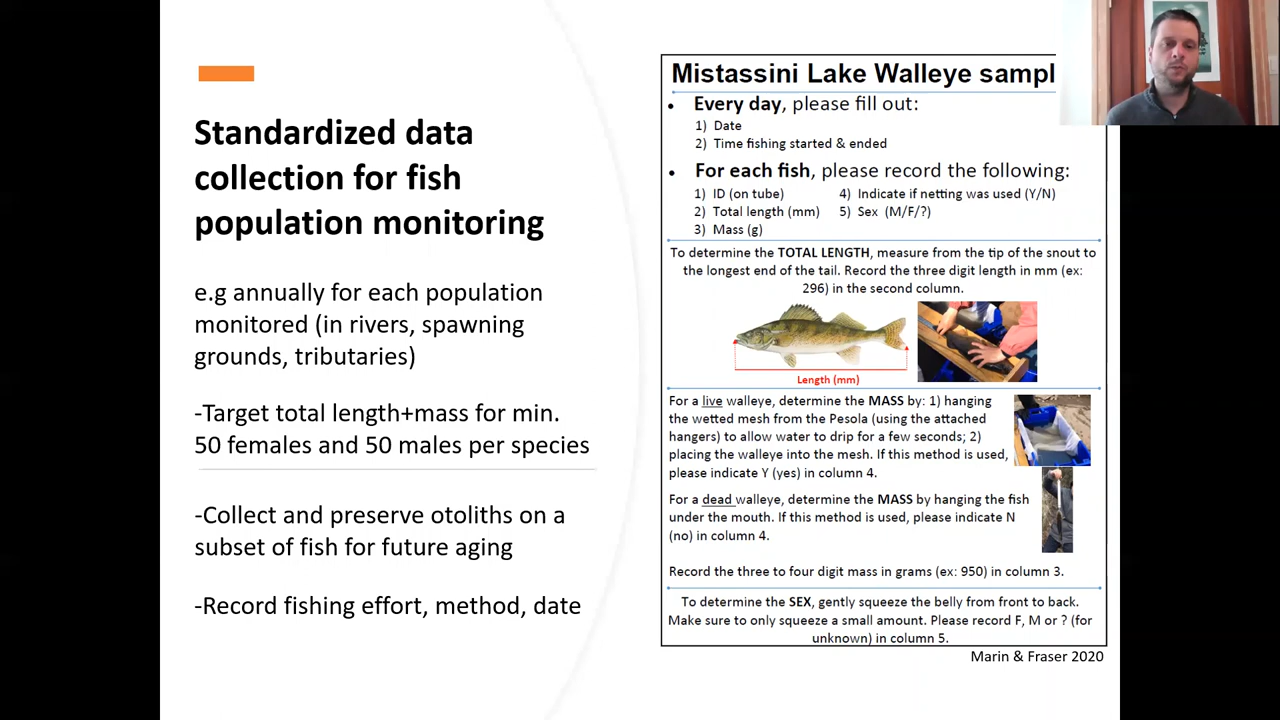 Standardized data
collection for fish
population monitoring
e.g annually for each population
monitored (in rivers, spawning
grounds, tributaries)
-Target total length+mass for min.
50 females and 50 males per species
-Collect and preserve otoliths on a
subset of fish for future aging
-Record fishing effort, method, date
Mistassini Lake Walleye sampl
• Every day, please fill out:
1) Date
2) Time fishing started & ended
• For each fish, please record the following:
1) ID (on tube) 4) Indicate if netting was used (Y/N)
2) Total length (mm) 5) Sex (M/F/?)
3) Mass (g)
To determine the TOTAL LENGTH, measure from the tip of the snout to
the longest end of the tail. Record the three digit length in mm (ex:
296) in the second column.
Length (mm)
For a live walleye, determine the MASS by: 1) hanging
the wetted mesh from the Pesola (using the attached
hangers) to allow water to drip for a few seconds; 2)
placing the walleye into the mesh. If this method is used,
please indicate Y (yes) in column 4.
For a dead walleye, determine the MASS by hanging the fish
under the mouth. If this method is used, please indicate N
(no) in column 4.
Record the three to four digit mass in grams (ex: 950) in column 3.
To determine the SEX, gently squeeze the belly from front to back.
Make sure to only squeeze a small amount. Please record F, M or ? (for
unknown) in column 5.
Marin & Fraser 2020